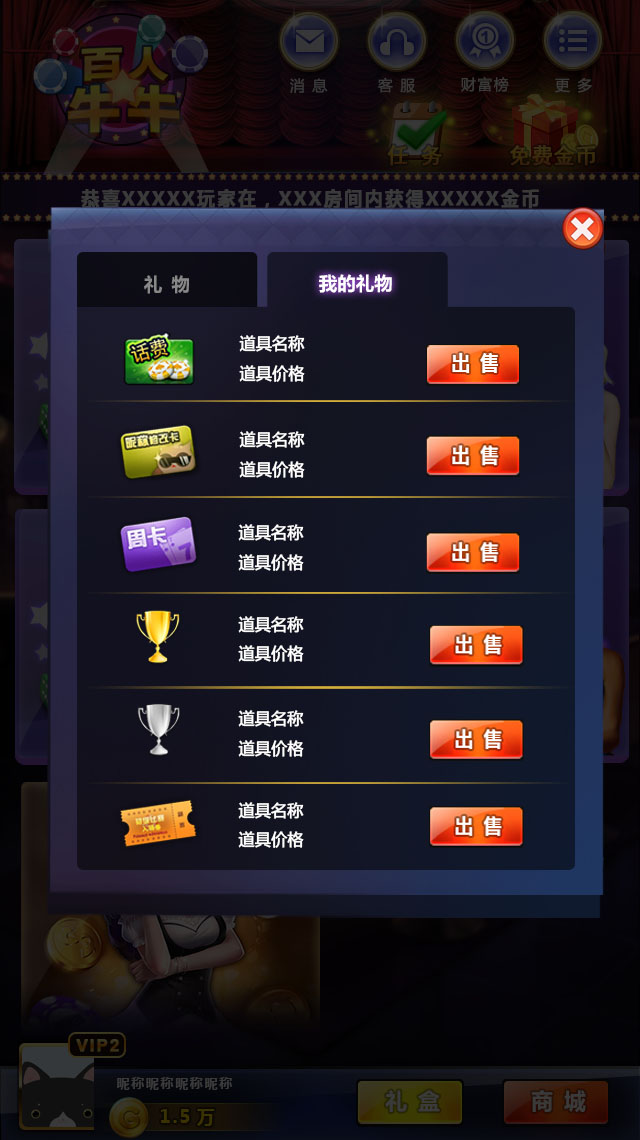 百人
牛牛
消息
客服
财富榜
更多
任务
免费金币
恭喜XXXXX玩家在，XXX房间内获得XXXXX金币
礼物
我的礼物
话费
道具名称
道具价格
出售
昵称修改卡
道具名称
道具价格
出售
周卡
7
道具名称
道具价格
出售
道具名称
道具价格
出售
道具名称
道具价格
出售
入场券
道具名称
道具价格
出售
VIP2
昵称昵称昵称昵称
G
1.5 万
礼盒
商城